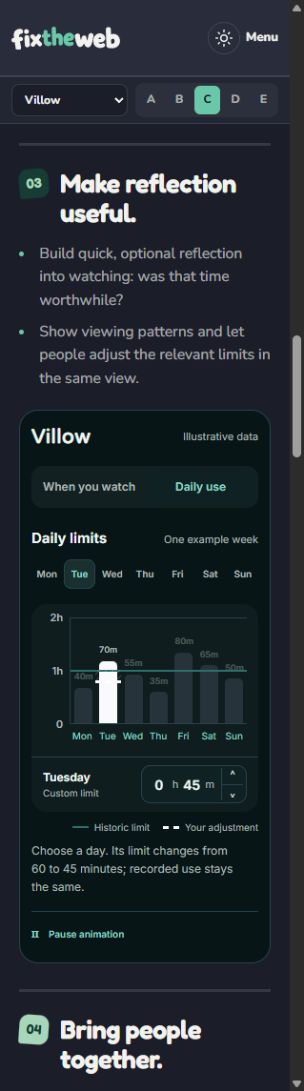 fixtheweb
Menu
Villow
A B C D E
03
Make reflection
useful.
• Build quick, optional reflection
into watching: was that time
worthwhile?
• Show viewing patterns and let
people adjust the relevant limits in
the same view.
Villow
Illustrative data
When you watch
Daily use
Daily limits
One example week
Mon Tue Wed Thu Fri Sat Sun
2h
80m
70m
65m
55m
50m
1h
40m
35m
0
Mon Tue Wed Thu Fri Sat Sun
Tuesday
Custom limit
0 h 45 m
Historic limit
Your adjustment
Choose a day. Its limit changes from
60 to 45 minutes; recorded use stays
the same.
Pause animation
04
Bring people
together.